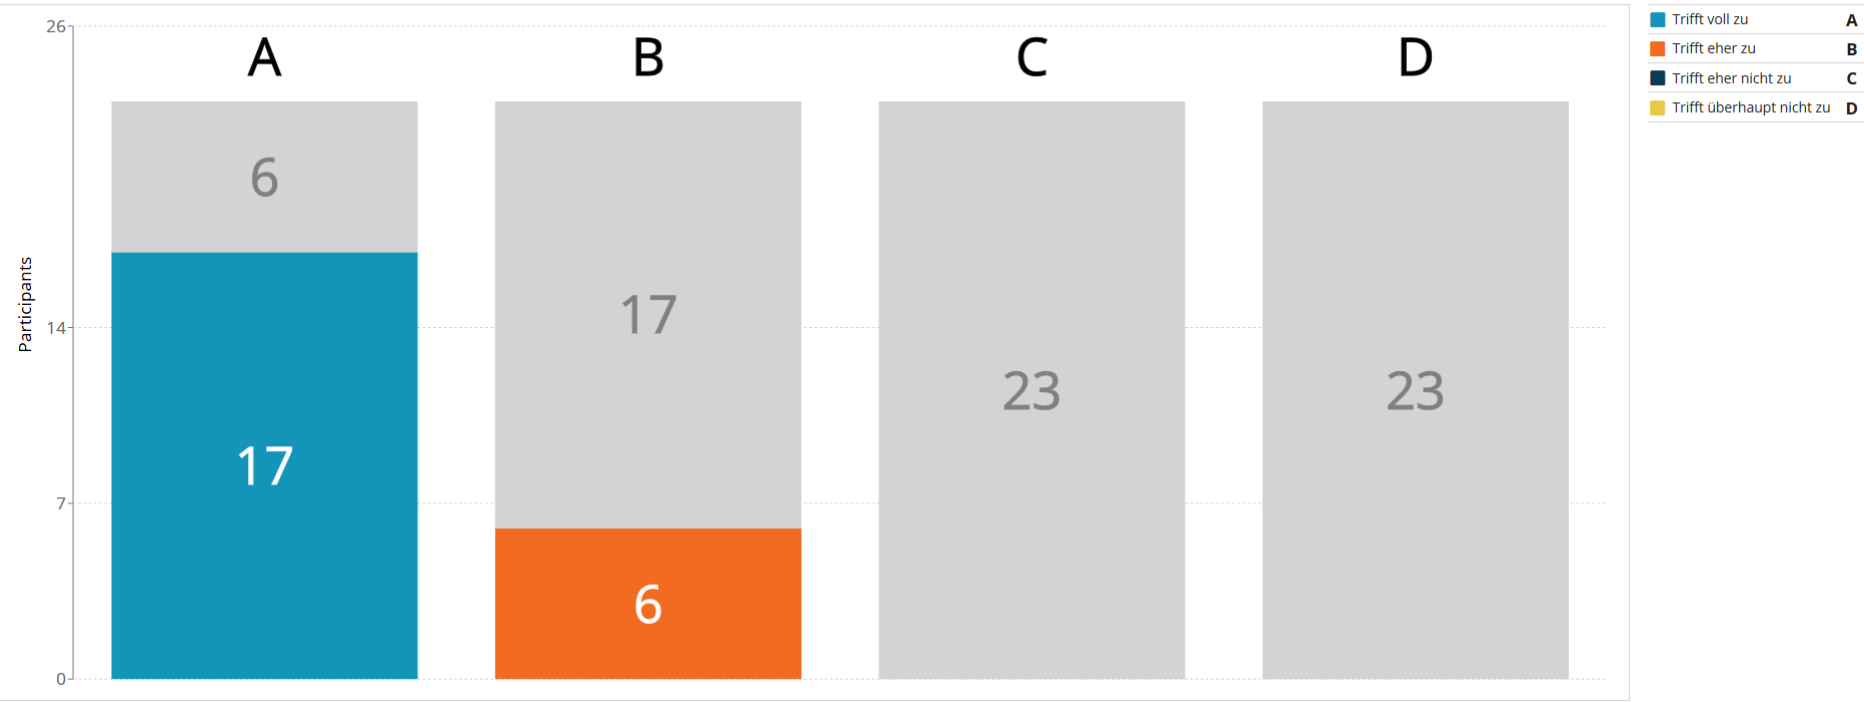 26
A
B
C
D
6
17
17
6
23
23
14
7
0
Participants
Trifft voll zu A
Trifft eher zu B
Trifft eher nicht zu C
Trifft überhaupt nicht zu D